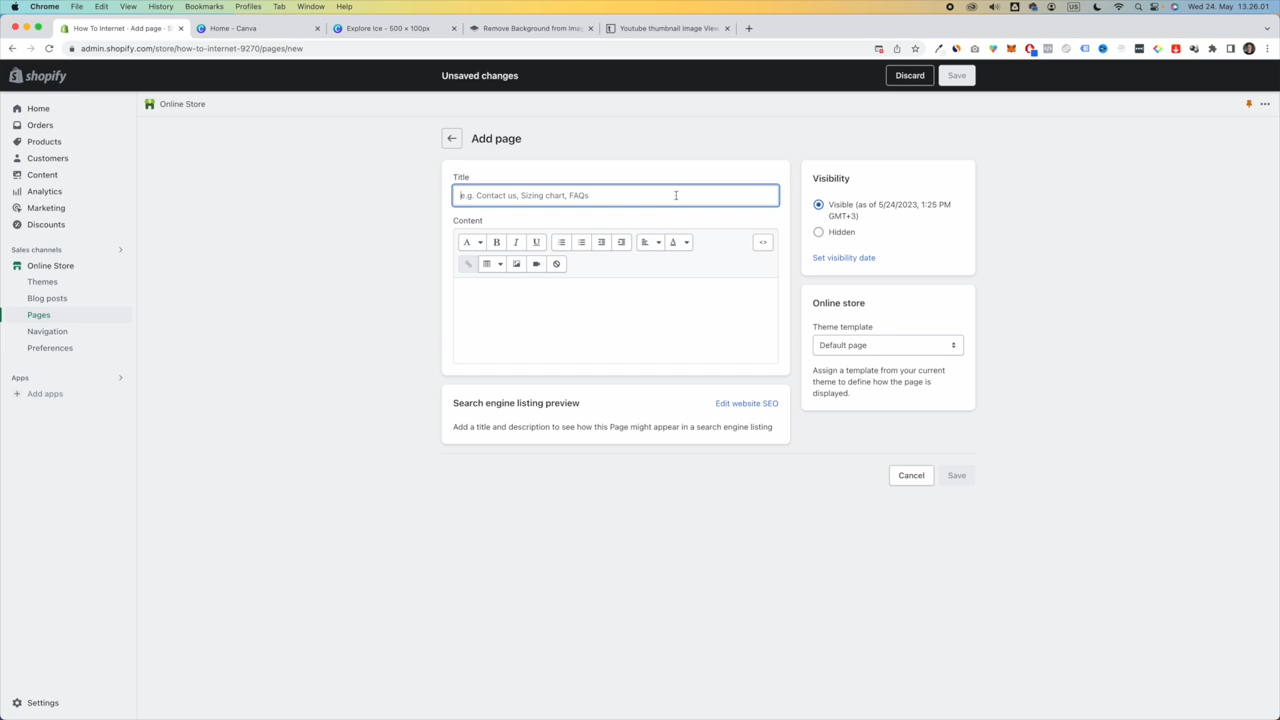 Chrome File Edit View History Bookmarks Profiles Tab Window Help
US
Wed 24. May 13.26.01
How To Internet · Add page · S
Home - Canva
Explore Ice - 500 × 100px
Remove Background from Imag
Youtube thumbnail Image View
admin.shopify.com/store/how-to-internet-9270/pages/new
shopify
Unsaved changes
Discard
Save
Home
Orders
Products
Customers
Content
Analytics
Marketing
Discounts
Sales channels
Online Store
Themes
Blog posts
Pages
Navigation
Preferences
Apps
Add apps
Settings
Online Store
Add page
Title
e.g. Contact us, Sizing chart, FAQs
Content
A B I U A <>
Search engine listing preview
Edit website SEO
Add a title and description to see how this Page might appear in a search engine listing
Visibility
Visible (as of 5/24/2023, 1:25 PM
GMT+3)
Hidden
Set visibility date
Online store
Theme template
Default page
Assign a template from your current
theme to define how the page is
displayed.
Cancel
Save